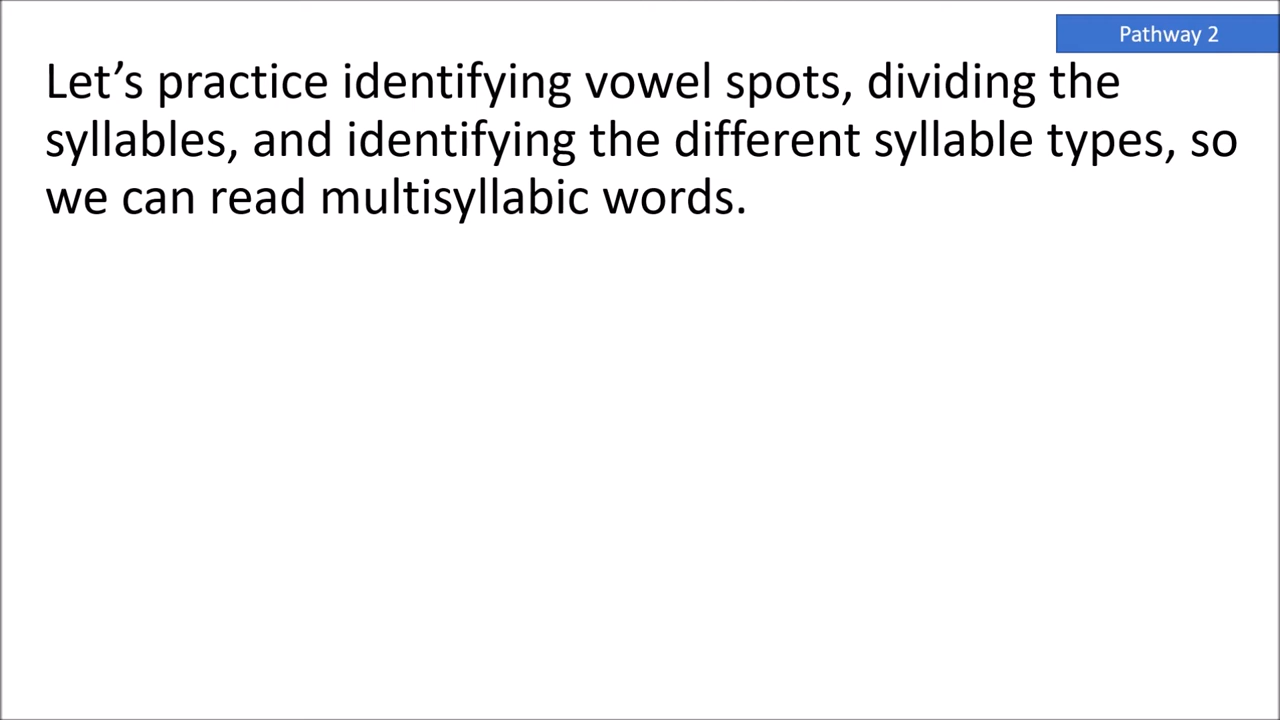 Pathway 2
Let’s practice identifying vowel spots, dividing the
syllables, and identifying the different syllable types, so
we can read multisyllabic words.